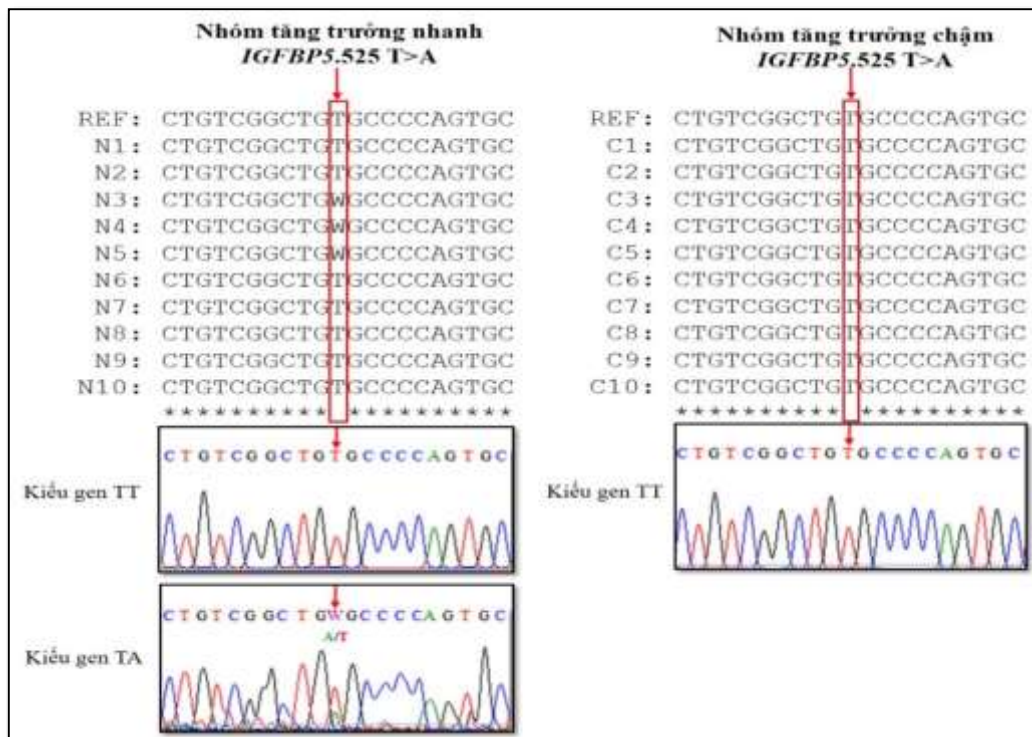 Nhóm tăng trưởng nhanh
IGFBP5.525 T>A
REF: CTGTCGGCTGTGCCCCAGTGC
N1: CTGTCGGCTGTGCCCCAGTGC
N2: CTGTCGGCTGTGCCCCAGTGC
N3: CTGTCGGCTGWGCCCCAGTGC
N4: CTGTCGGCTGWGCCCCAGTGC
N5: CTGTCGGCTGWGCCCCAGTGC
N6: CTGTCGGCTGTGCCCCAGTGC
N7: CTGTCGGCTGTGCCCCAGTGC
N8: CTGTCGGCTGTGCCCCAGTGC
N9: CTGTCGGCTGTGCCCCAGTGC
N10: CTGTCGGCTGTGCCCCAGTGC
********** **********
CTGTCGGCTGTGCCCCAGTGC
Kiểu gen TT
CTGTCGGCTGWGCCCCAGTGC
A/T
Kiểu gen TA
Nhóm tăng trưởng chậm
IGFBP5.525 T>A
REF: CTGTCGGCTGTGCCCCAGTGC
C1: CTGTCGGCTGTGCCCCAGTGC
C2: CTGTCGGCTGTGCCCCAGTGC
C3: CTGTCGGCTGTGCCCCAGTGC
C4: CTGTCGGCTGTGCCCCAGTGC
C5: CTGTCGGCTGTGCCCCAGTGC
C6: CTGTCGGCTGTGCCCCAGTGC
C7: CTGTCGGCTGTGCCCCAGTGC
C8: CTGTCGGCTGTGCCCCAGTGC
C9: CTGTCGGCTGTGCCCCAGTGC
C10: CTGTCGGCTGTGCCCCAGTGC
********** **********
CTGTCGGCTGTGCCCCAGTGC
Kiểu gen TT